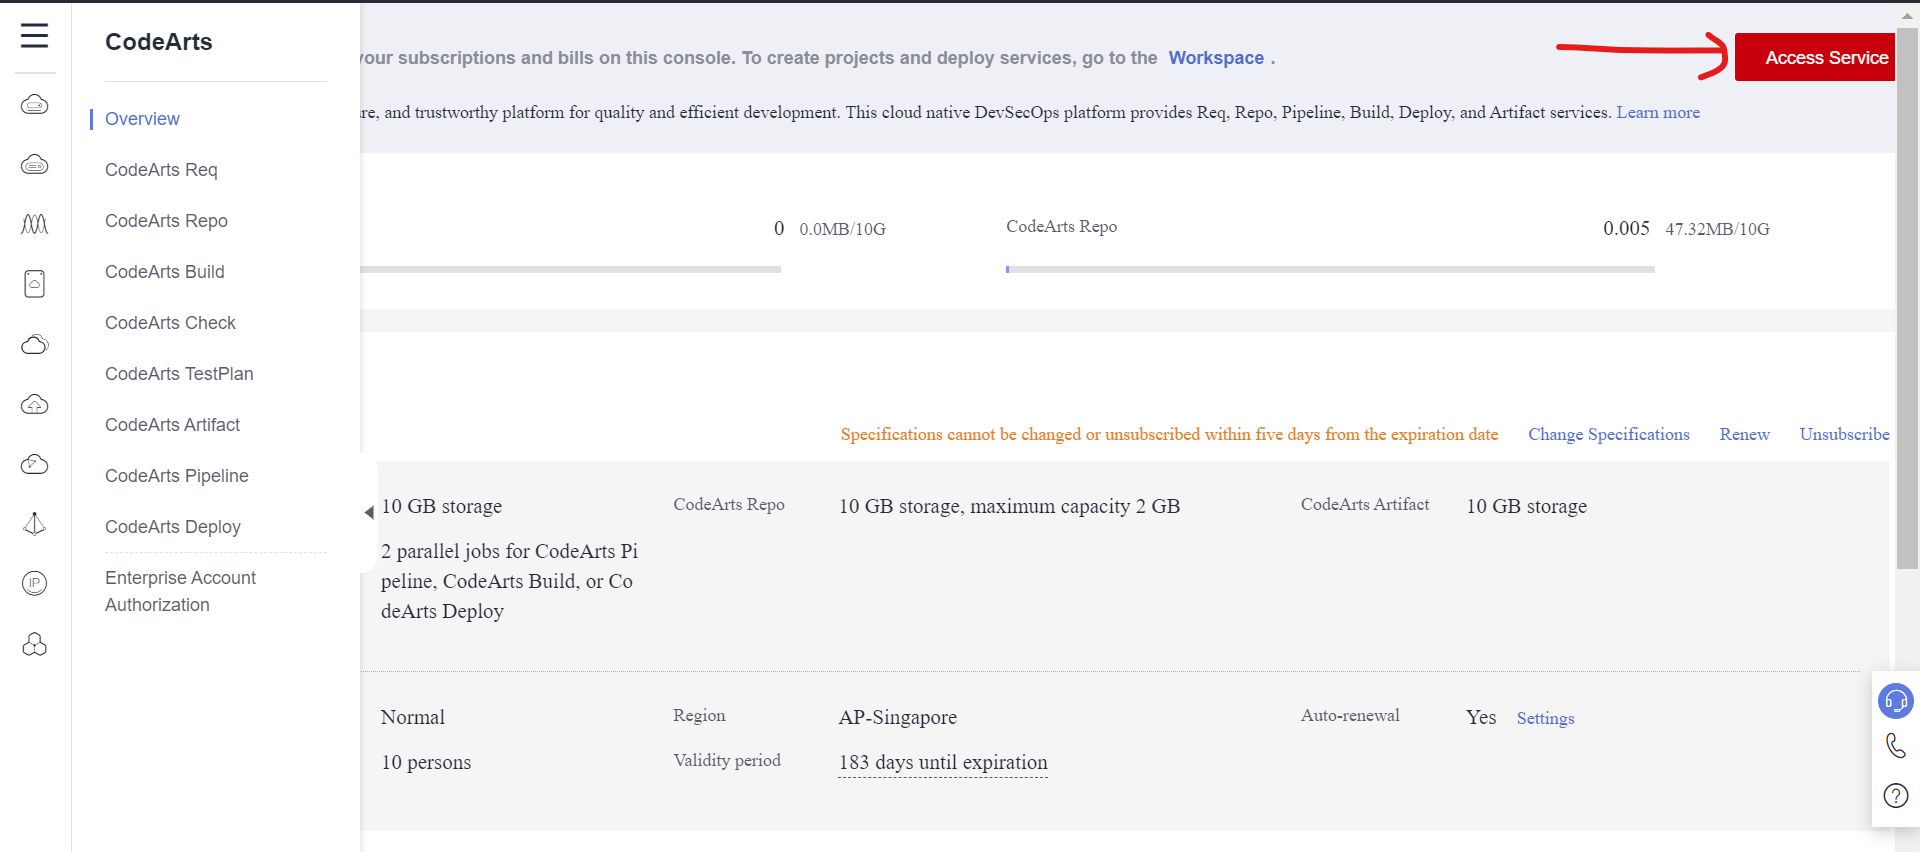 CodeArts
Overview
CodeArts Req
CodeArts Repo
CodeArts Build
CodeArts Check
CodeArts TestPlan
CodeArts Artifact
CodeArts Pipeline
CodeArts Deploy
Enterprise Account
Authorization
your subscriptions and bills on this console. To create projects and deploy services, go to the Workspace .
Access Service
re, and trustworthy platform for quality and efficient development. This cloud native DevSecOps platform provides Req, Repo, Pipeline, Build, Deploy, and Artifact services. Learn more
0 0.0MB/10G
CodeArts Repo 0.005 47.32MB/10G
Specifications cannot be changed or unsubscribed within five days from the expiration date Change Specifications Renew Unsubscribe
10 GB storage CodeArts Repo 10 GB storage, maximum capacity 2 GB CodeArts Artifact 10 GB storage
2 parallel jobs for CodeArts Pi
peline, CodeArts Build, or Co
deArts Deploy
Normal Region AP-Singapore Auto-renewal Yes Settings
10 persons Validity period 183 days until expiration
IP
?